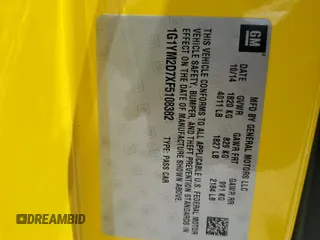 GM
MFD BY GENERAL MOTORS LLC
10/14 GVWR GAWR FRT GAWR RR
1820 KG 829 KG 991 KG
4011 LB 1827 LB 2184 LB
THIS VEHICLE CONFORMS TO ALL APPLICABLE U.S. FEDERAL MOTOR
VEHICLE SAFETY, BUMPER, AND THEFT PREVENTION STANDARDS IN
EFFECT ON THE DATE OF MANUFACTURE SHOWN ABOVE.
1G1YM2D7XF5108382 TYPE: PASS CAR
DREAMBID